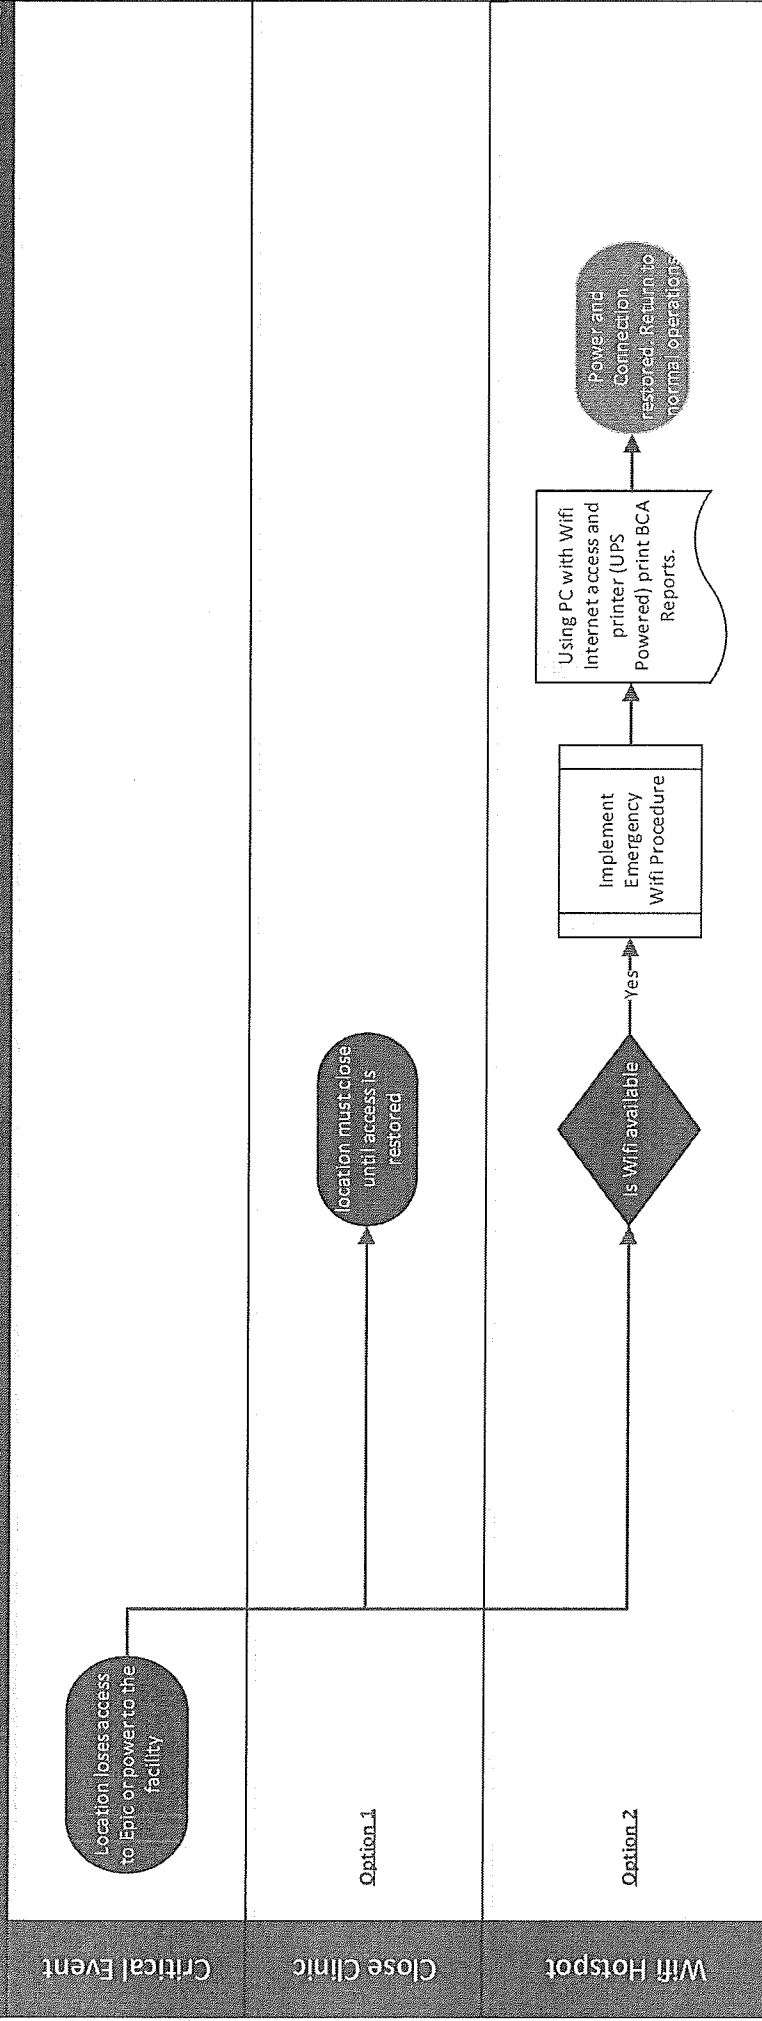 Critical Event
Location loses access
to Epic or power to the
facility
Close Clinic
Option 1
location must close
until access is
restored
Wifi Hotspot
Option 2
Is Wifi available
Yes
Implement
Emergency
Wifi Procedure
Using PC with Wifi
Internet access and
printer (UPS
Powered) print BCA
Reports.
Power and
Connection
restored. Return to
normal operations